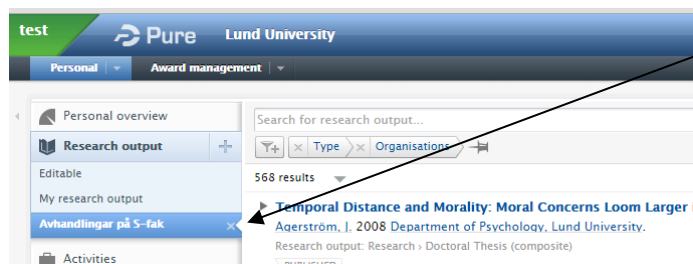 test
Pure Lund University
Personal Award management
Personal overview
Research output
Editable
My research output
Avhandlingar på S-fak
Activities
Search for research output...
Type Organisations
568 results
Temporal Distance and Morality: Moral Concerns Loom Larger
Agerström, J. 2008 Department of Psychology, Lund University.
Research output: Research › Doctoral Thesis (composite)
PUBLISHED